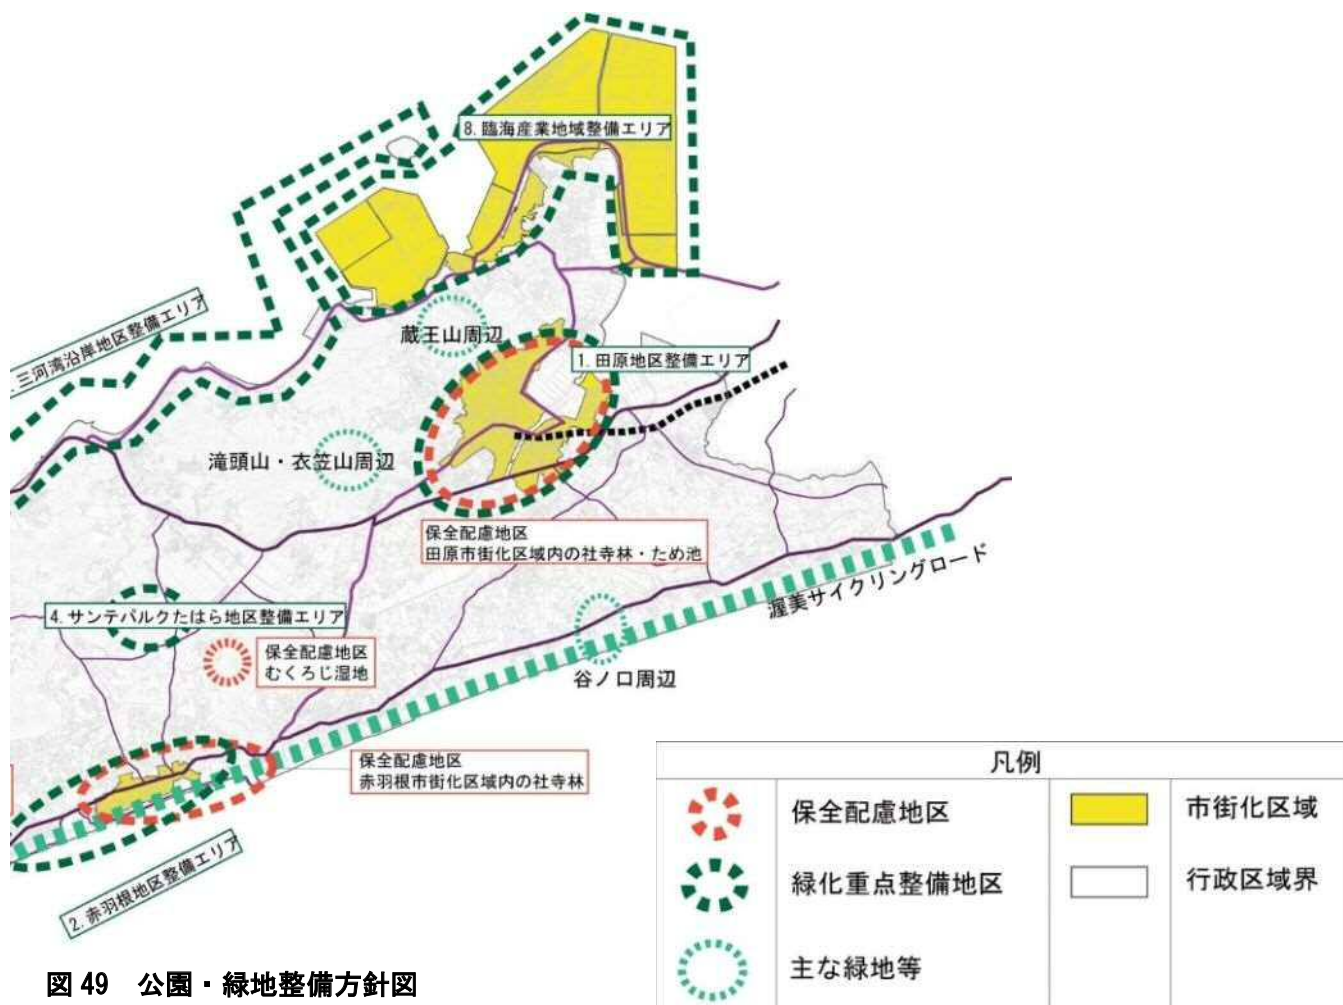 8. 臨海産業地域整備エリア
三河湾沿岸地区整備エリア
蔵王山周辺
1. 田原地区整備エリア
滝頭山・衣笠山周辺
保全配慮地区
田原市街化区域内の社寺林・ため池
渥美サイクリングロード
4. サンテパルクたはら地区整備エリア
保全配慮地区
むくろじ湿地
谷ノ口周辺
保全配慮地区
赤羽根市街化区域内の社寺林
2. 赤羽根地区整備エリア
凡例
保全配慮地区
市街化区域
緑化重点整備地区
行政区域界
主な緑地等
図 49 公園・緑地整備方針図